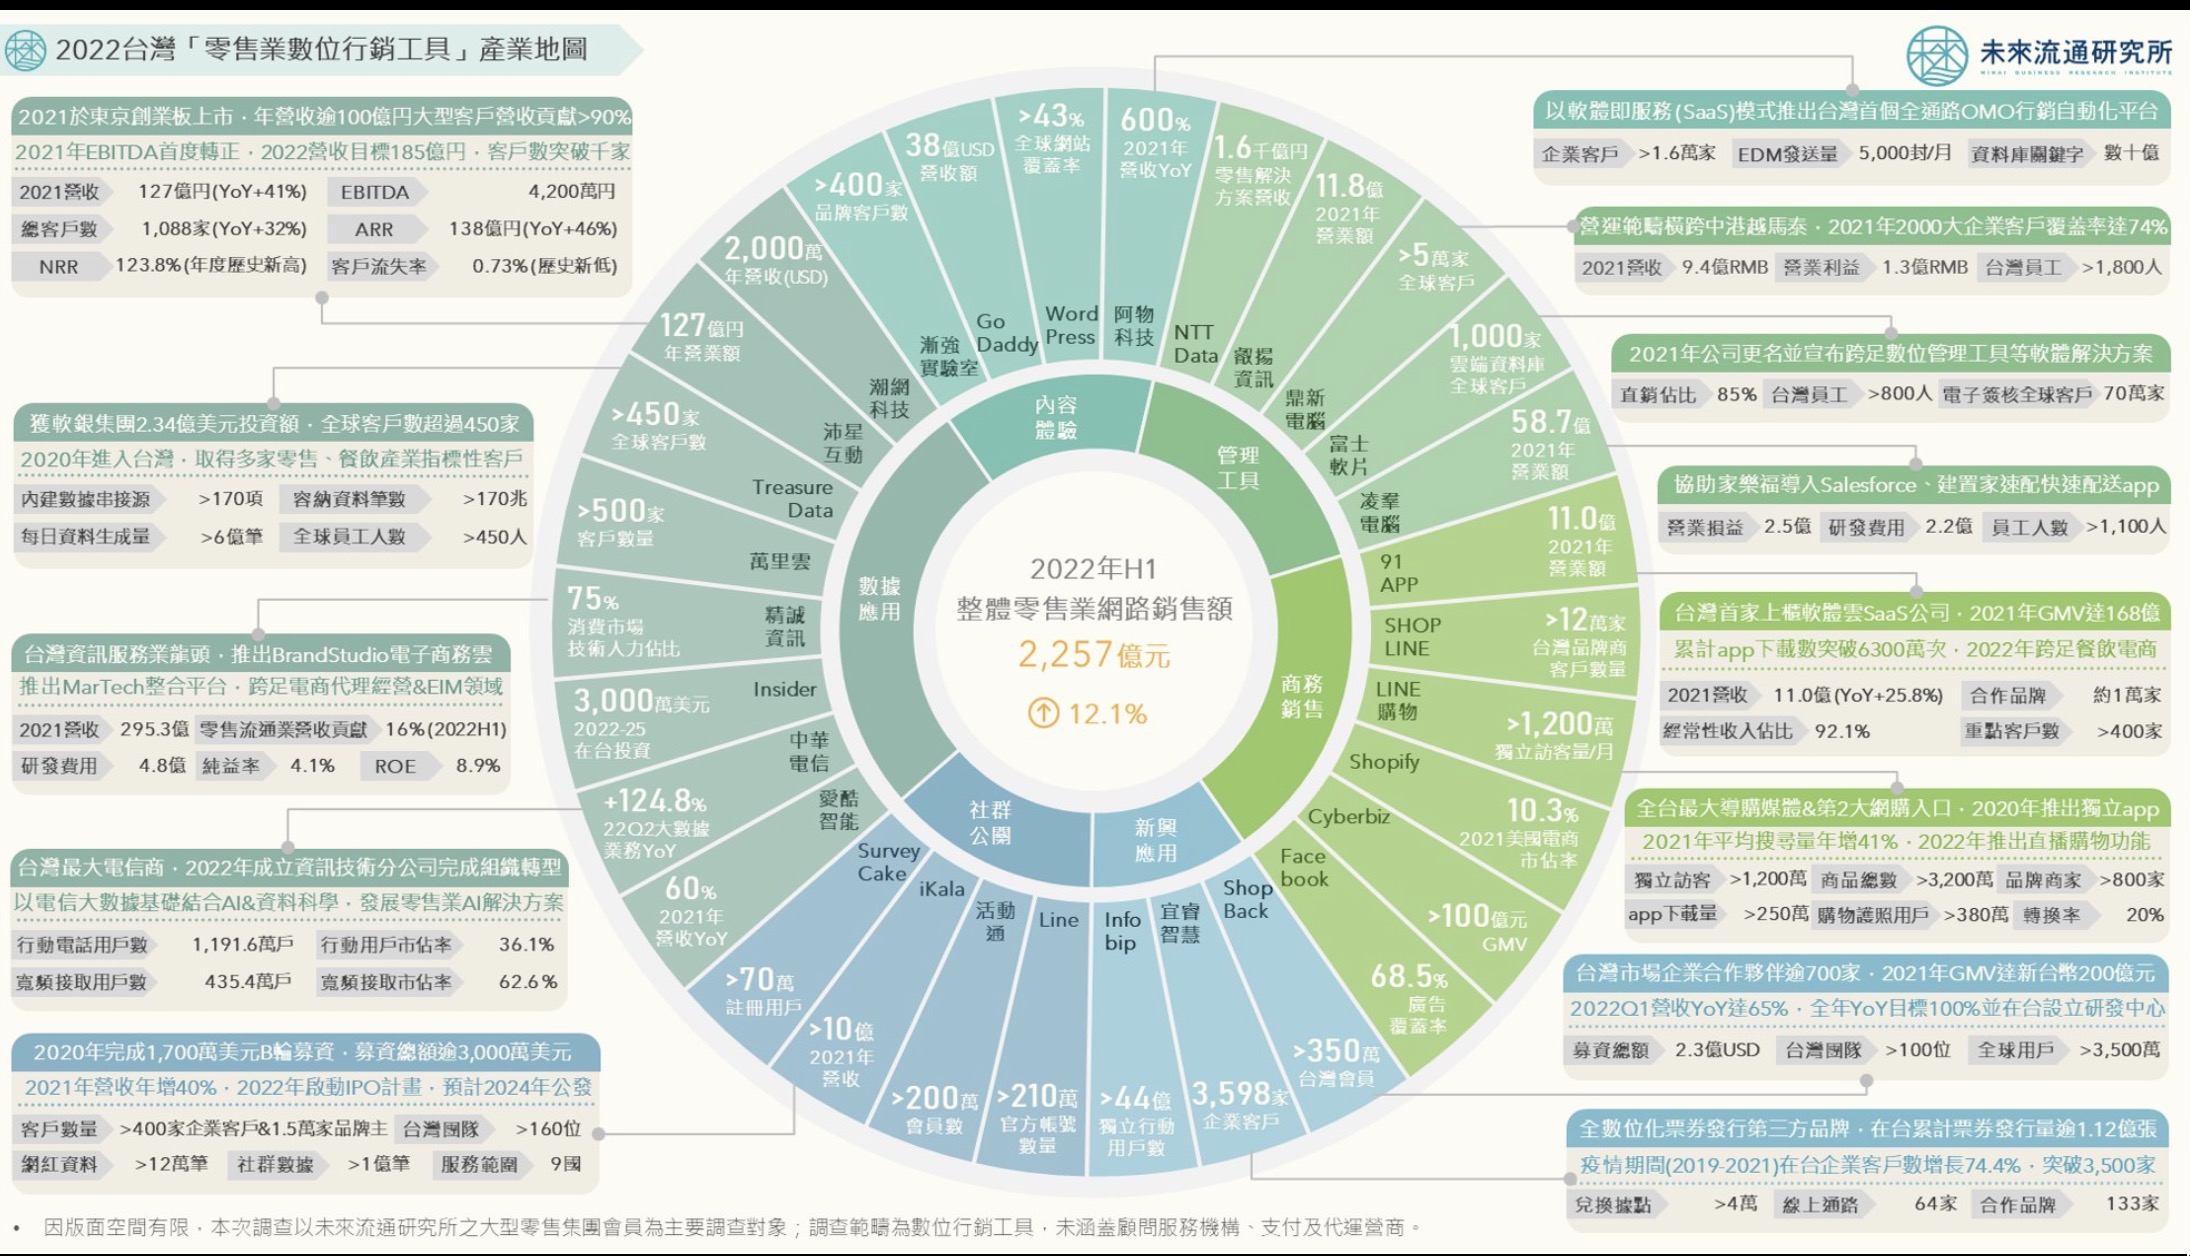 2022台灣「零售業數位行銷工具」產業地圖
未來流通研究所
MIRAI BUSINESS RESEARCH INSTITUTE
2021於東京創業板上市．年營收逾100億円大型客戶營收貢獻>90%
2021年EBITDA首度轉正．2022營收目標185億円．客戶數突破千家
2021營收 127億円(YoY+41%) EBITDA 4,200萬円
總客戶數 1,088家(YoY+32%) ARR 138億円(YoY+46%)
NRR 123.8%(年度歷史新高) 客戶流失率 0.73%(歷史新低)
獲軟銀集團2.34億美元投資額．全球客戶數超過450家
2020年進入台灣．取得多家零售、餐飲產業指標性客戶
內建數據串接源 >170項 容納資料筆數 >170兆
每日資料生成量 >6億筆 全球員工人數 >450人
台灣資訊服務業龍頭．推出BrandStudio電子商務雲
推出MarTech整合平台．跨足電商代理經營&EIM領域
2021營收 295.3億 零售流通業營收貢獻 16%(2022H1)
研發費用 4.8億 純益率 4.1% ROE 8.9%
台灣最大電信商．2022年成立資訊技術分公司完成組織轉型
以電信大數據基礎結合AI&資料科學．發展零售業AI解決方案
行動電話用戶數 1,191.6萬戶 行動用戶市佔率 36.1%
寬頻接取用戶數 435.4萬戶 寬頻接取市佔率 62.6%
2020年完成1,700萬美元B輪募資．募資總額逾3,000萬美元
2021年營收年增40%．2022年啟動IPO計畫．預計2024年公發
客戶數量 >400家企業客戶&1.5萬家品牌主 台灣團隊 >160位
網紅資料 >12萬筆 社群數據 >1億筆 服務範圍 9國
2022年H1
整體零售業網路銷售額
2,257億元
12.1%
內容
體驗
阿物
科技
600%
2021年
營收YoY
Word
Press
>43%
全球網站
覆蓋率
Go
Daddy
38億USD
營收額
漸強
實驗室
>400家
品牌客戶數
管理
工具
NTT
Data
1.6千億円
零售解決
方案營收
叡揚
資訊
11.8億
2021年
營業額
鼎新
電腦
>5萬家
全球客戶
富士
軟片
1,000家
雲端資料庫
全球客戶
凌羣
電腦
58.7億
2021年
營業額
商務
銷售
91
APP
11.0億
2021年
營業額
SHOP
LINE
>12萬家
台灣品牌商
客戶數量
LINE
購物
>1,200萬
獨立訪客量/月
Shopify
10.3%
2021美國電商
市佔率
Cyberbiz
>100億元
GMV
Face
book
68.5%
廣告
覆蓋率
新興
應用
Shop
Back
>350萬
台灣會員
宜睿
智慧
3,598家
企業客戶
Info
bip
>44億
獨立行動
用戶數
社群
公關
Line
>210萬
官方帳號
數量
活動
通
>200萬
會員數
iKala
>10億
2021年
營收
Survey
Cake
>70萬
註冊用戶
數據
應用
愛酷
智能
60%
2021年
營收YoY
中華
電信
+124.8%
22Q2大數據
業務YoY
Insider
3,000萬美元
2022-25
在台投資
精誠
資訊
75%
消費市場
技術人力佔比
萬里雲
>500家
客戶數量
Treasure
Data
>450家
全球客戶數
沛星
互動
127億円
年營業額
潮網
科技
2,000萬
年營收(USD)
以軟體即服務(SaaS)模式推出台灣首個全通路OMO行銷自動化平台
企業客戶 >1.6萬家 EDM發送量 5,000封/月 資料庫關鍵字 數十億
營運範疇橫跨中港越馬泰．2021年2000大企業客戶覆蓋率達74%
2021營收 9.4億RMB 營業利益 1.3億RMB 台灣員工 >1,800人
2021年公司更名並宣布跨足數位管理工具等軟體解決方案
直銷佔比 85% 台灣員工 >800人 電子簽核全球客戶 70萬家
協助家樂福導入Salesforce、建置家速配快速配送app
營業損益 2.5億 研發費用 2.2億 員工人數 >1,100人
台灣首家上櫃軟體雲SaaS公司．2021年GMV達168億
累計app下載數突破6300萬次．2022年跨足餐飲電商
2021營收 11.0億(YoY+25.8%) 合作品牌 約1萬家
經常性收入佔比 92.1% 重點客戶數 >400家
全台最大導購媒體&第2大網購入口．2020年推出獨立app
2021年平均搜尋量年增41%．2022年推出直播購物功能
獨立訪客 >1,200萬 商品總數 >3,200萬 品牌商家 >800家
app下載量 >250萬 購物護照用戶 >380萬 轉換率 20%
台灣市場企業合作夥伴逾700家．2021年GMV達新台幣200億元
2022Q1營收YoY達65%．全年YoY目標100%並在台設立研發中心
募資總額 2.3億USD 台灣團隊 >100位 全球用戶 >3,500萬
全數位化票券發行第三方品牌．在台累計票券發行量逾1.12億張
疫情期間(2019-2021)在台企業客戶數增長74.4%．突破3,500家
兌換據點 >4萬 線上通路 64家 合作品牌 133家
• 因版面空間有限，本次調查以未來流通研究所之大型零售集團會員為主要調查對象；調查範疇為數位行銷工具，未涵蓋顧問服務機構、支付及代運營商。